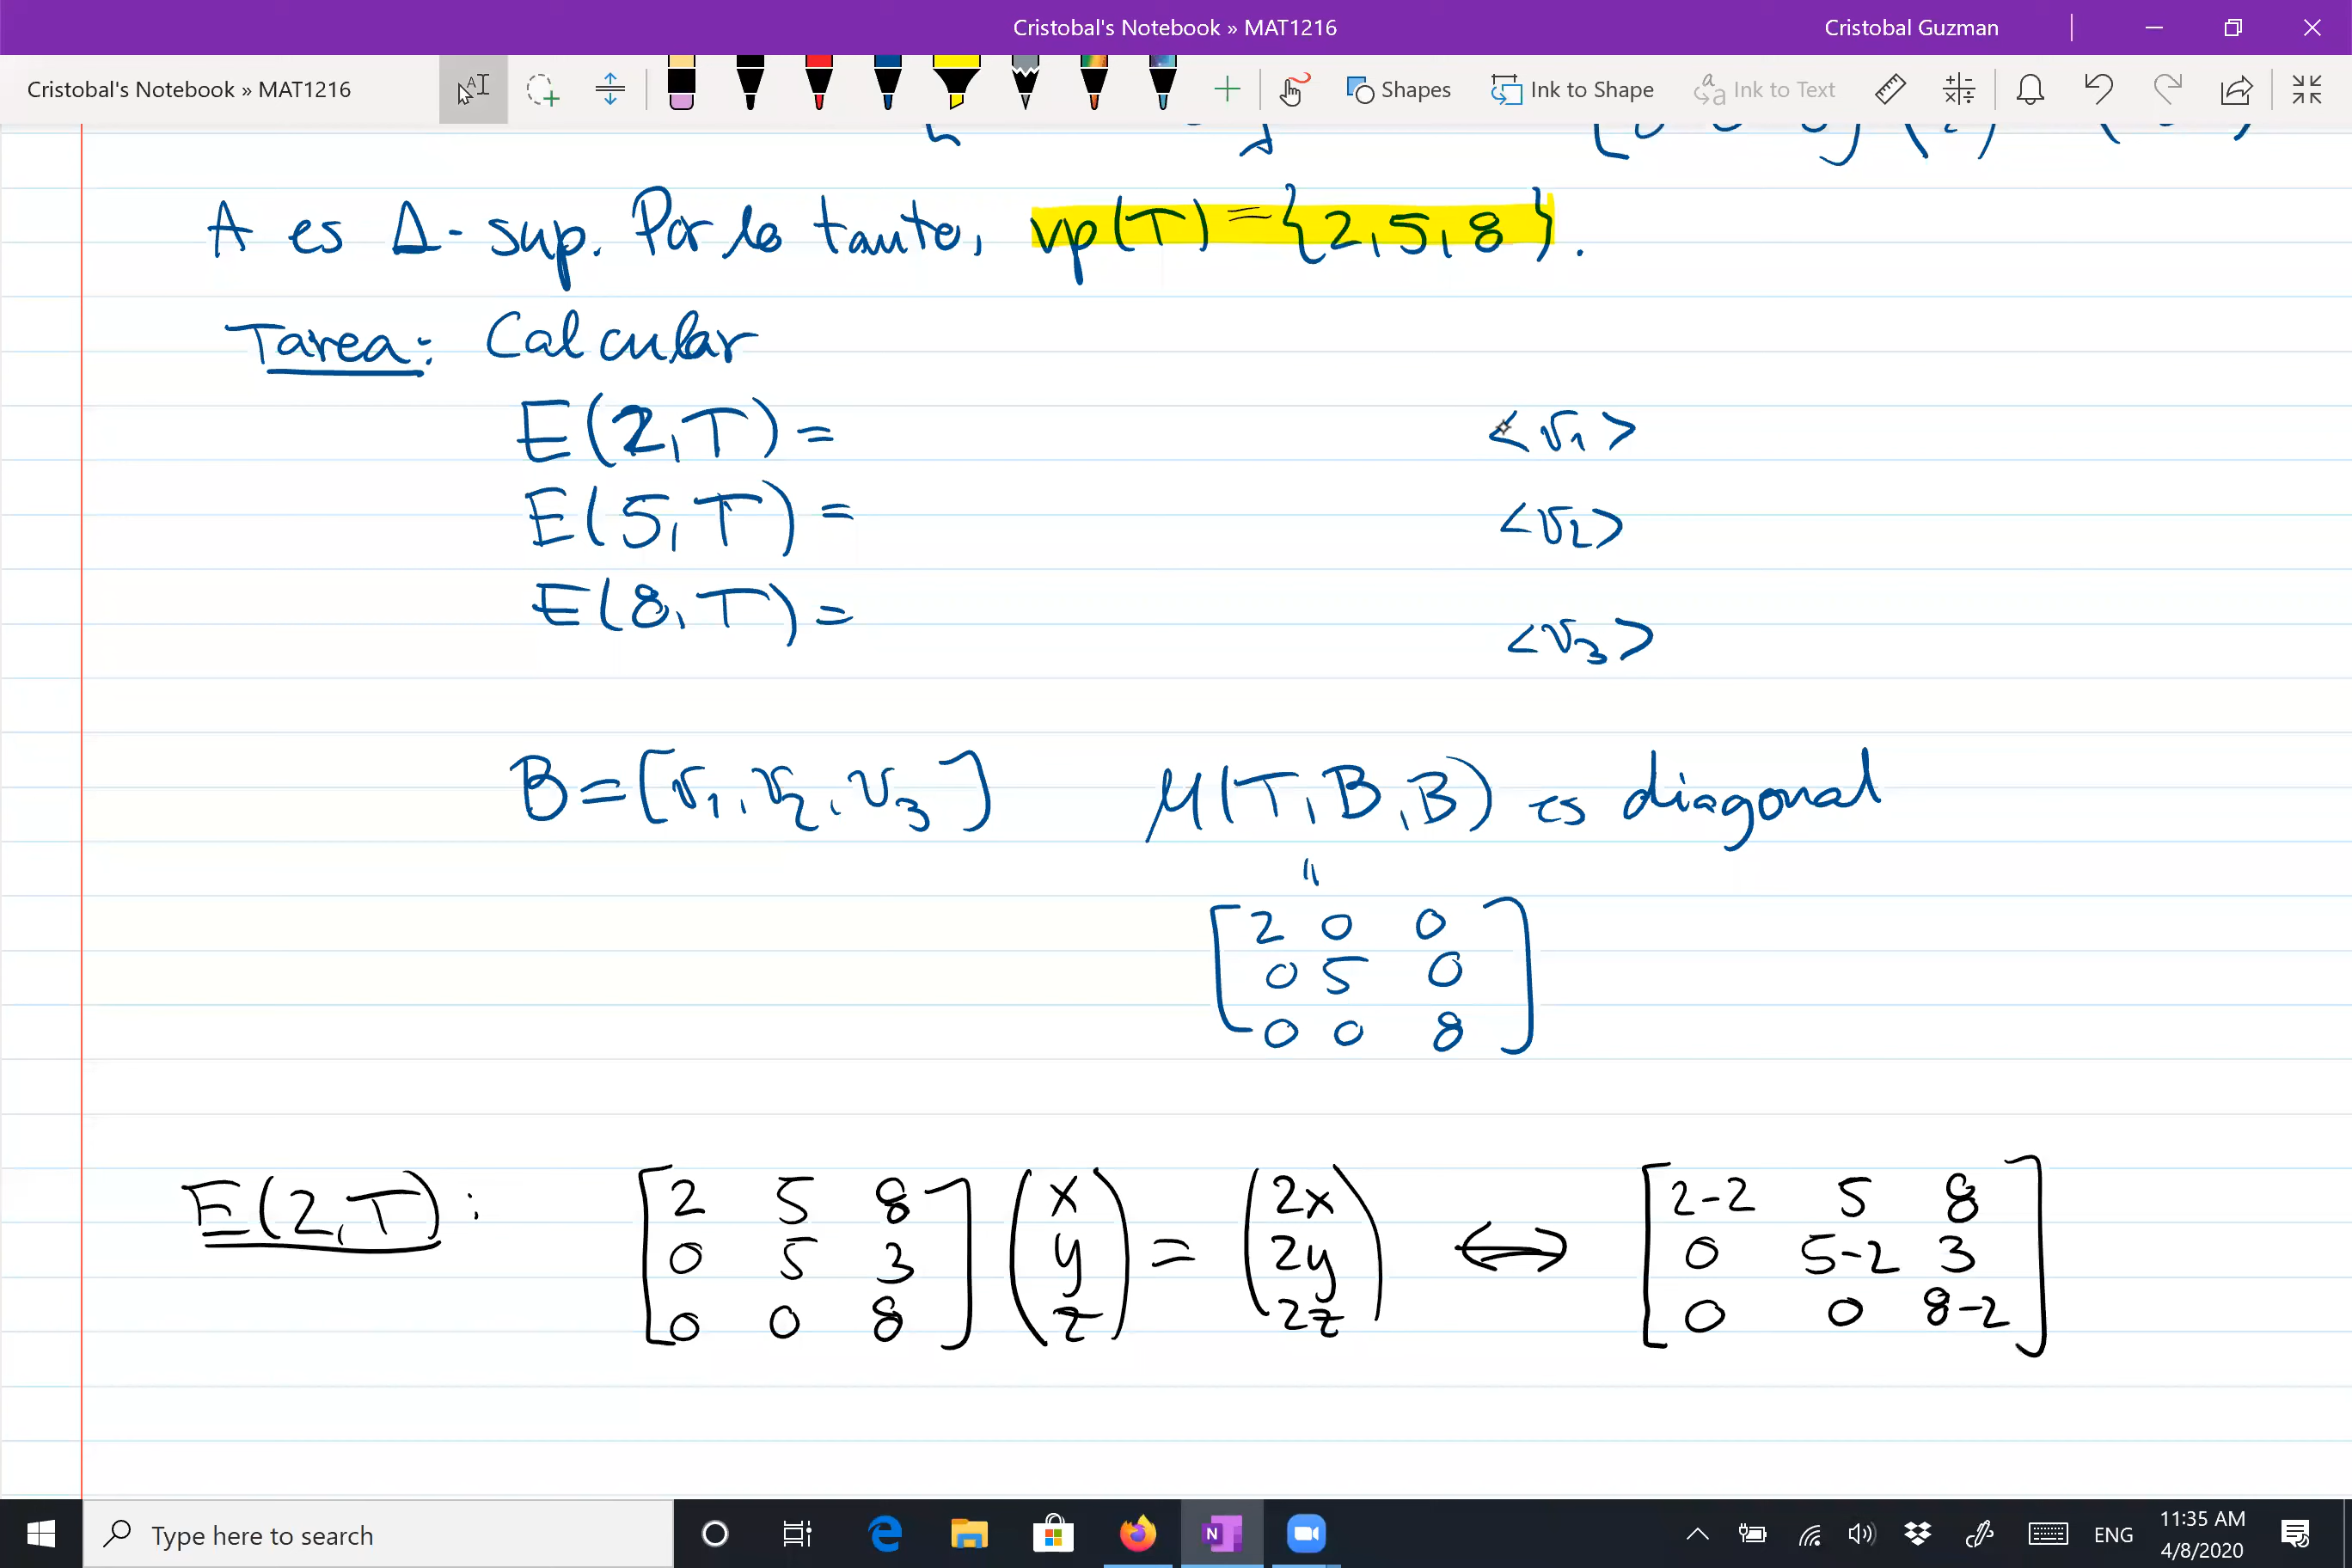 Cristobal's Notebook » MAT1216
Cristobal Guzman
Cristobal's Notebook » MAT1216
Shapes
Ink to Shape
Ink to Text
A es Δ-sup. Por lo tanto, vp(T) = {2,5,8}.
Tarea: Calcular
E(2,T) = <v1>
E(5,T) = <v2>
E(8,T) = <v3>
B = [v1, v2, v3] M(T,B,B) es diagonal
"
[2 0 0
0 5 0
0 0 8]
E(2,T): [2 5 8 (x = (2x ⟺ [2-2 5 8
0 5 3 y 2y 0 5-2 3
0 0 8] z) 2z) 0 0 8-2]
Type here to search
ENG
11:35 AM
4/8/2020